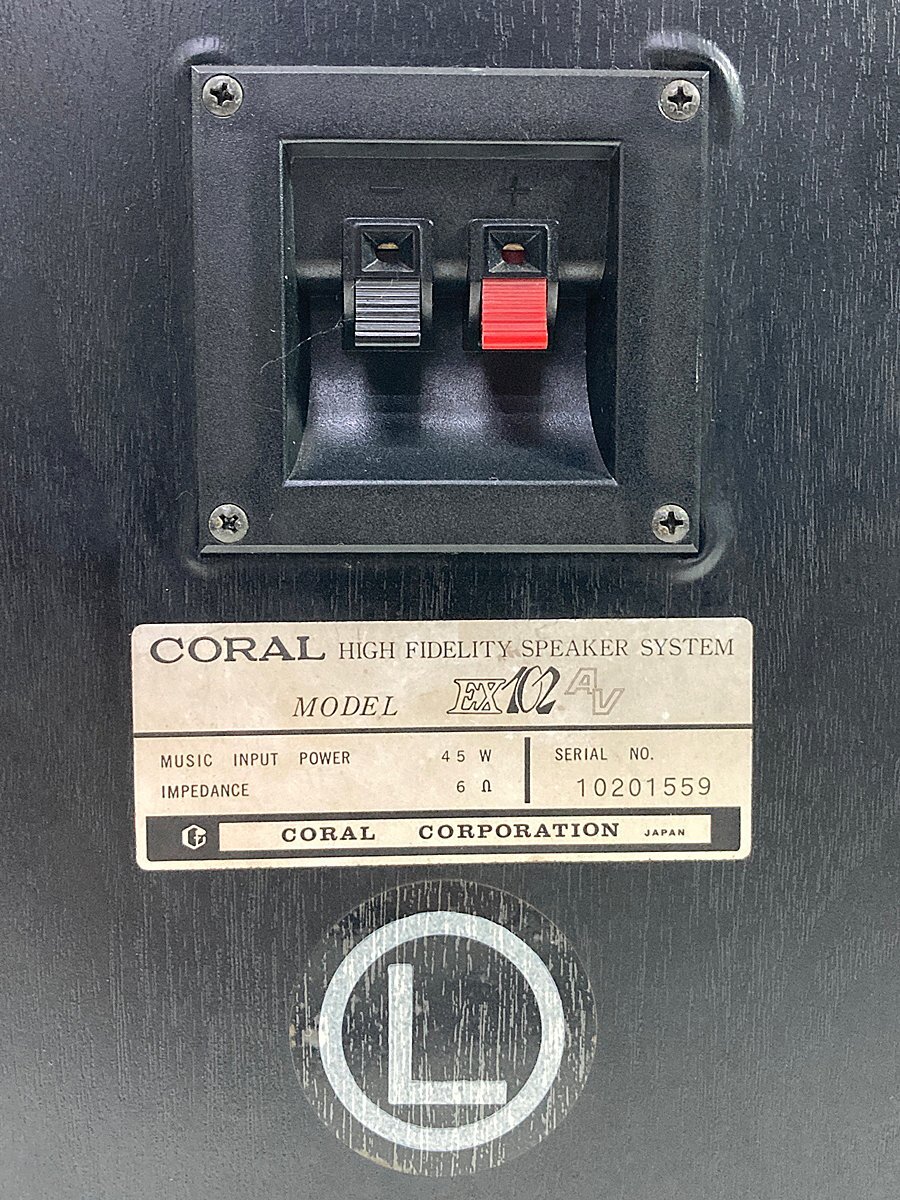 − +
CORAL HIGH FIDELITY SPEAKER SYSTEM
MODEL EX102 AV
MUSIC INPUT POWER 45 W
IMPEDANCE 6 Ω
SERIAL NO.
10201559
CORAL CORPORATION JAPAN
L